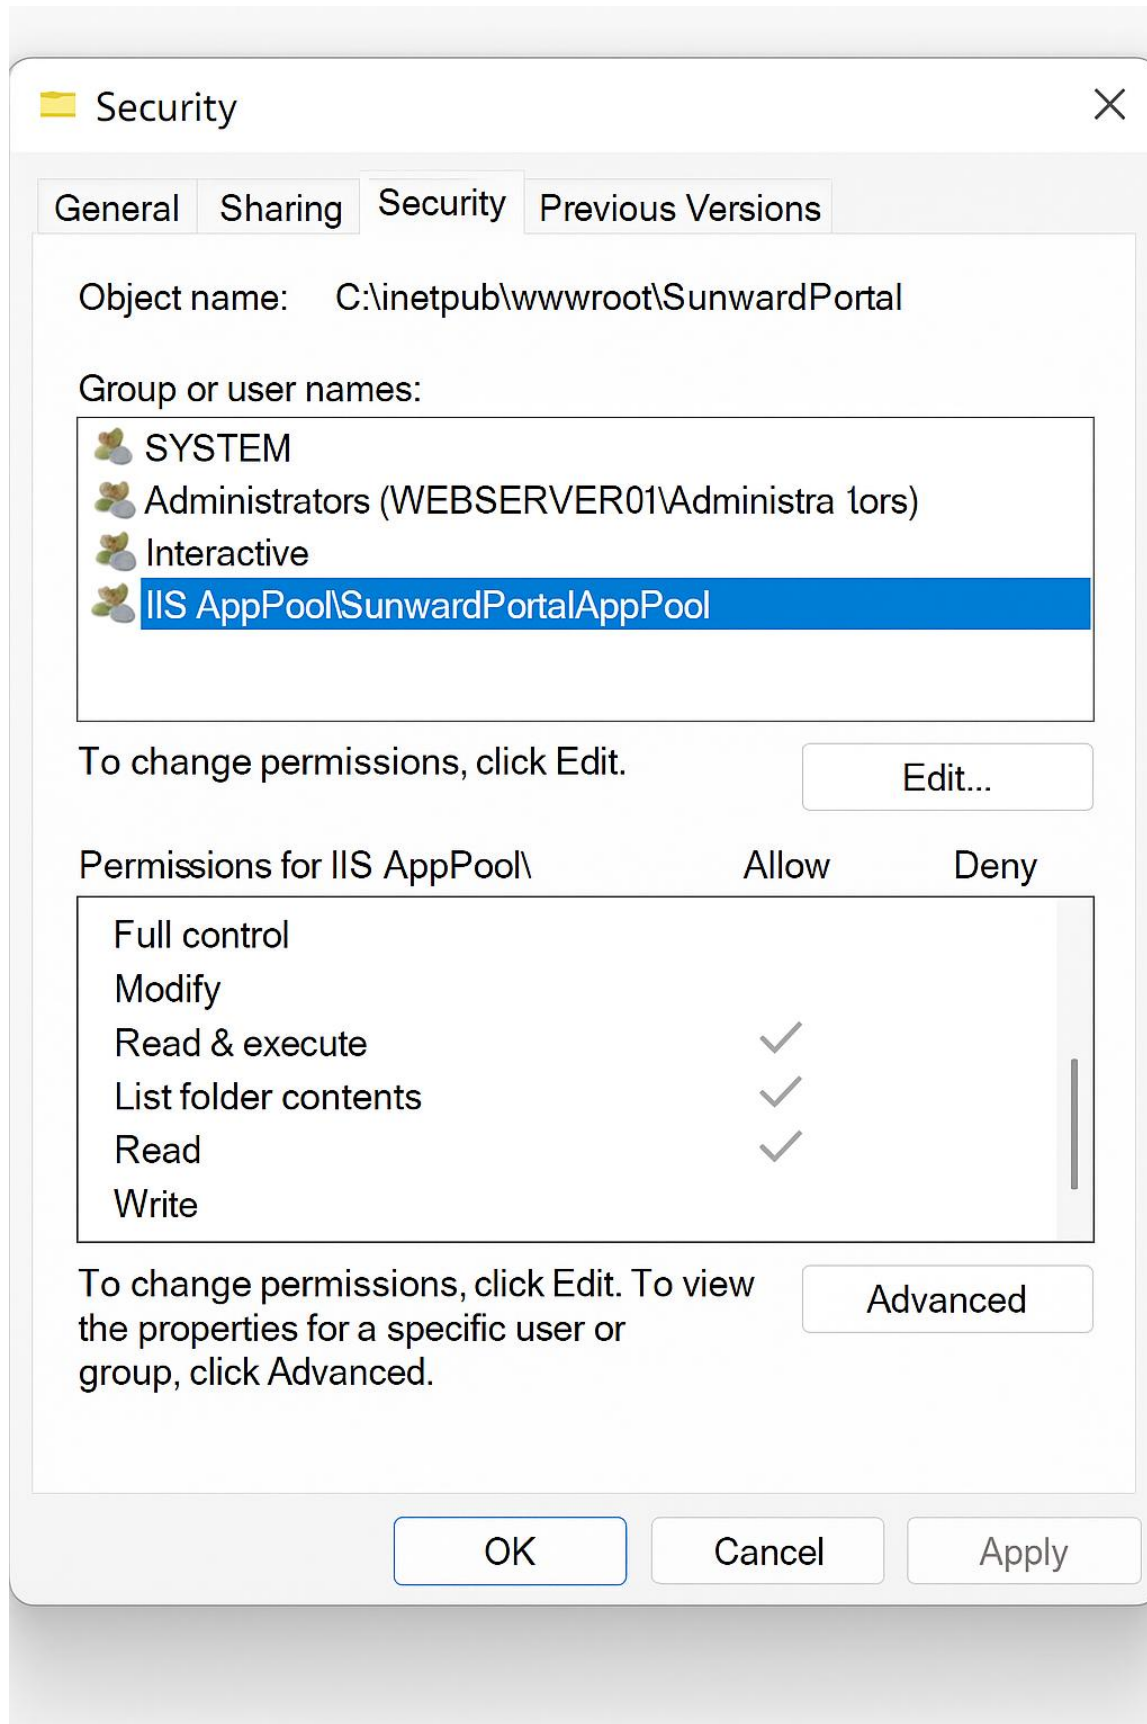 Security
General Sharing Security Previous Versions
Object name: C:\inetpub\wwwroot\SunwardPortal
Group or user names:
SYSTEM
Administrators (WEBSERVER01\Administra tors)
Interactive
IIS AppPool\SunwardPortalAppPool
To change permissions, click Edit.
Edit...
Permissions for IIS AppPool\ Allow Deny
Full control
Modify
Read & execute
List folder contents
Read
Write
To change permissions, click Edit. To view
the properties for a specific user or
group, click Advanced.
Advanced
OK Cancel Apply